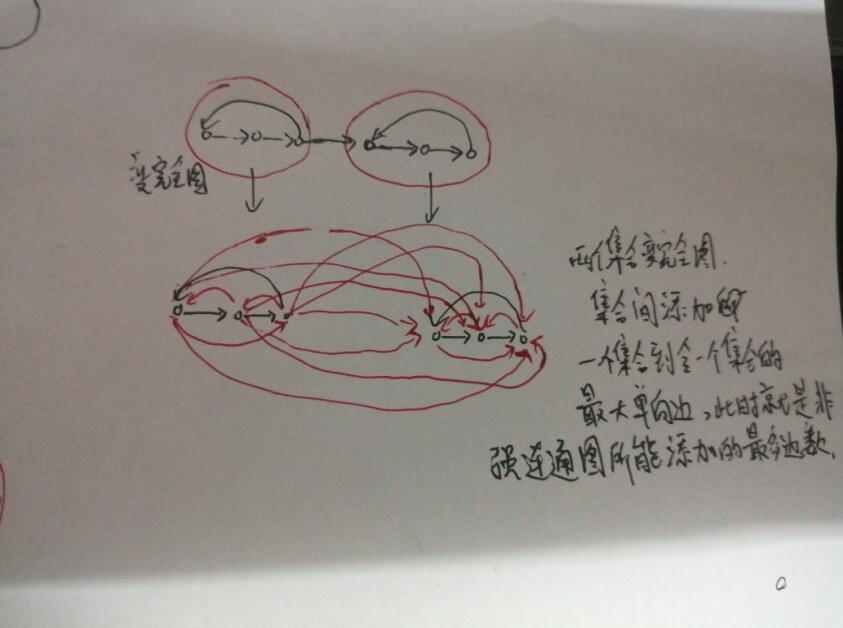 变完全图
两个集合变完全图.
集合间添加
一个集合到令一个集合的
最大单向边,此时就是非
强连通图所能添加的最多边数.